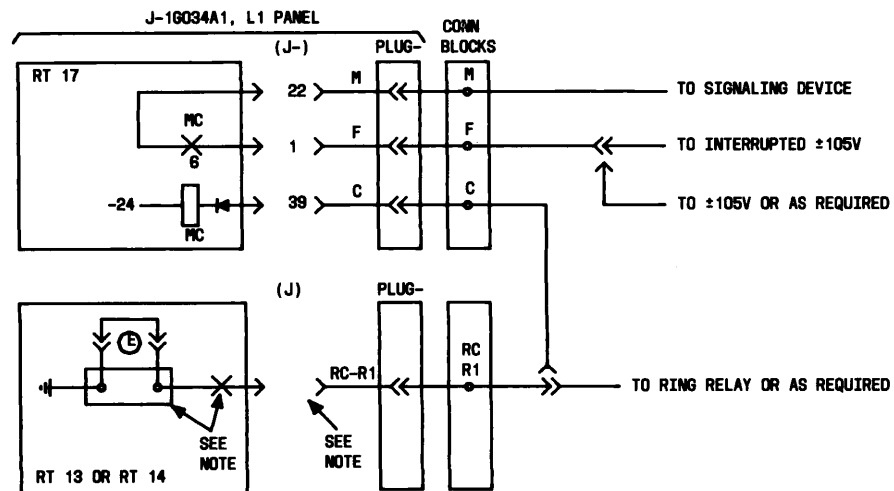 J-1G034A1, L1 PANEL
(J-)
PLUG-
CONN
BLOCKS
RT 17
22
M
M
TO SIGNALING DEVICE
MC
6
1
F
F
TO INTERRUPTED ±105V
-24
MC
39
C
C
TO ±105V OR AS REQUIRED
(J)
PLUG-
E
RC-R1
RC
R1
TO RING RELAY OR AS REQUIRED
SEE
NOTE
SEE
NOTE
RT 13 OR RT 14